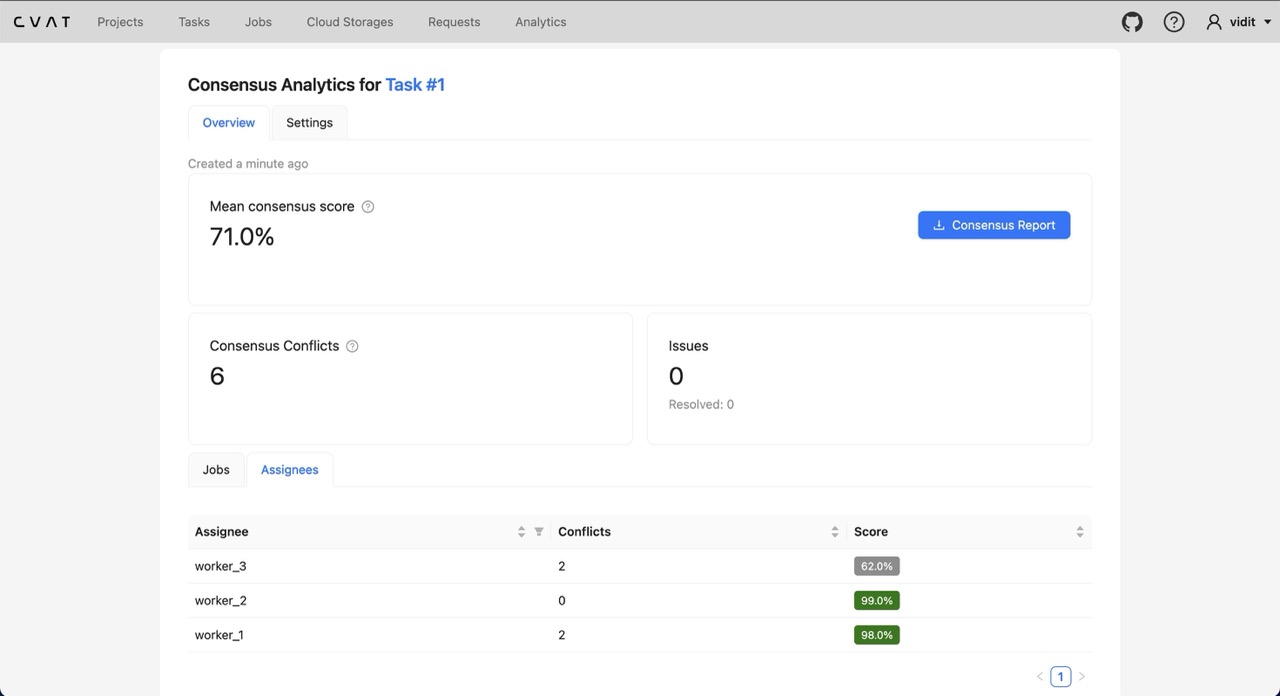 CVAT Projects Tasks Jobs Cloud Storages Requests Analytics vidit
Consensus Analytics for Task #1
Overview Settings
Created a minute ago
Mean consensus score
71.0%
Consensus Report
Consensus Conflicts
6
Issues
0
Resolved: 0
Jobs Assignees
Assignee Conflicts Score
worker_3 2 62.0%
worker_2 0 99.0%
worker_1 2 98.0%
1